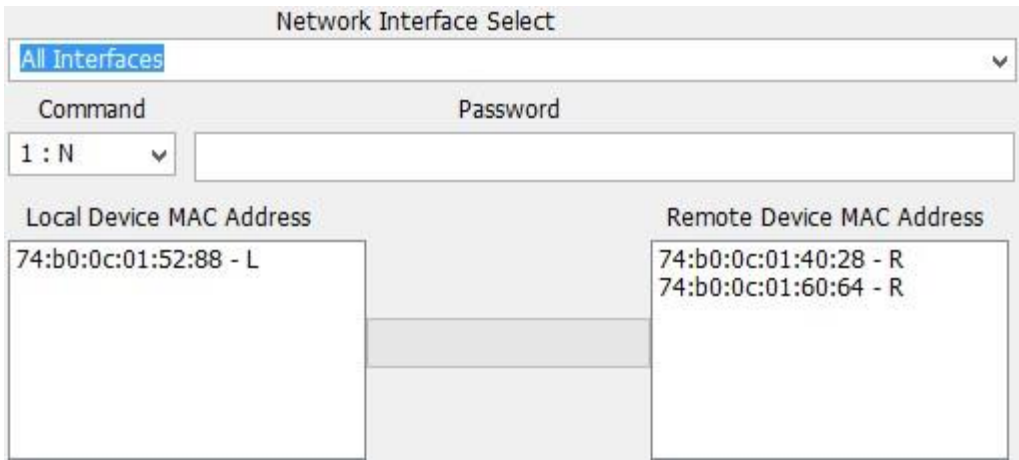 Network Interface Select
All Interfaces
Command
Password
1 : N
Local Device MAC Address
Remote Device MAC Address
74:b0:0c:01:52:88 - L
74:b0:0c:01:40:28 - R
74:b0:0c:01:60:64 - R